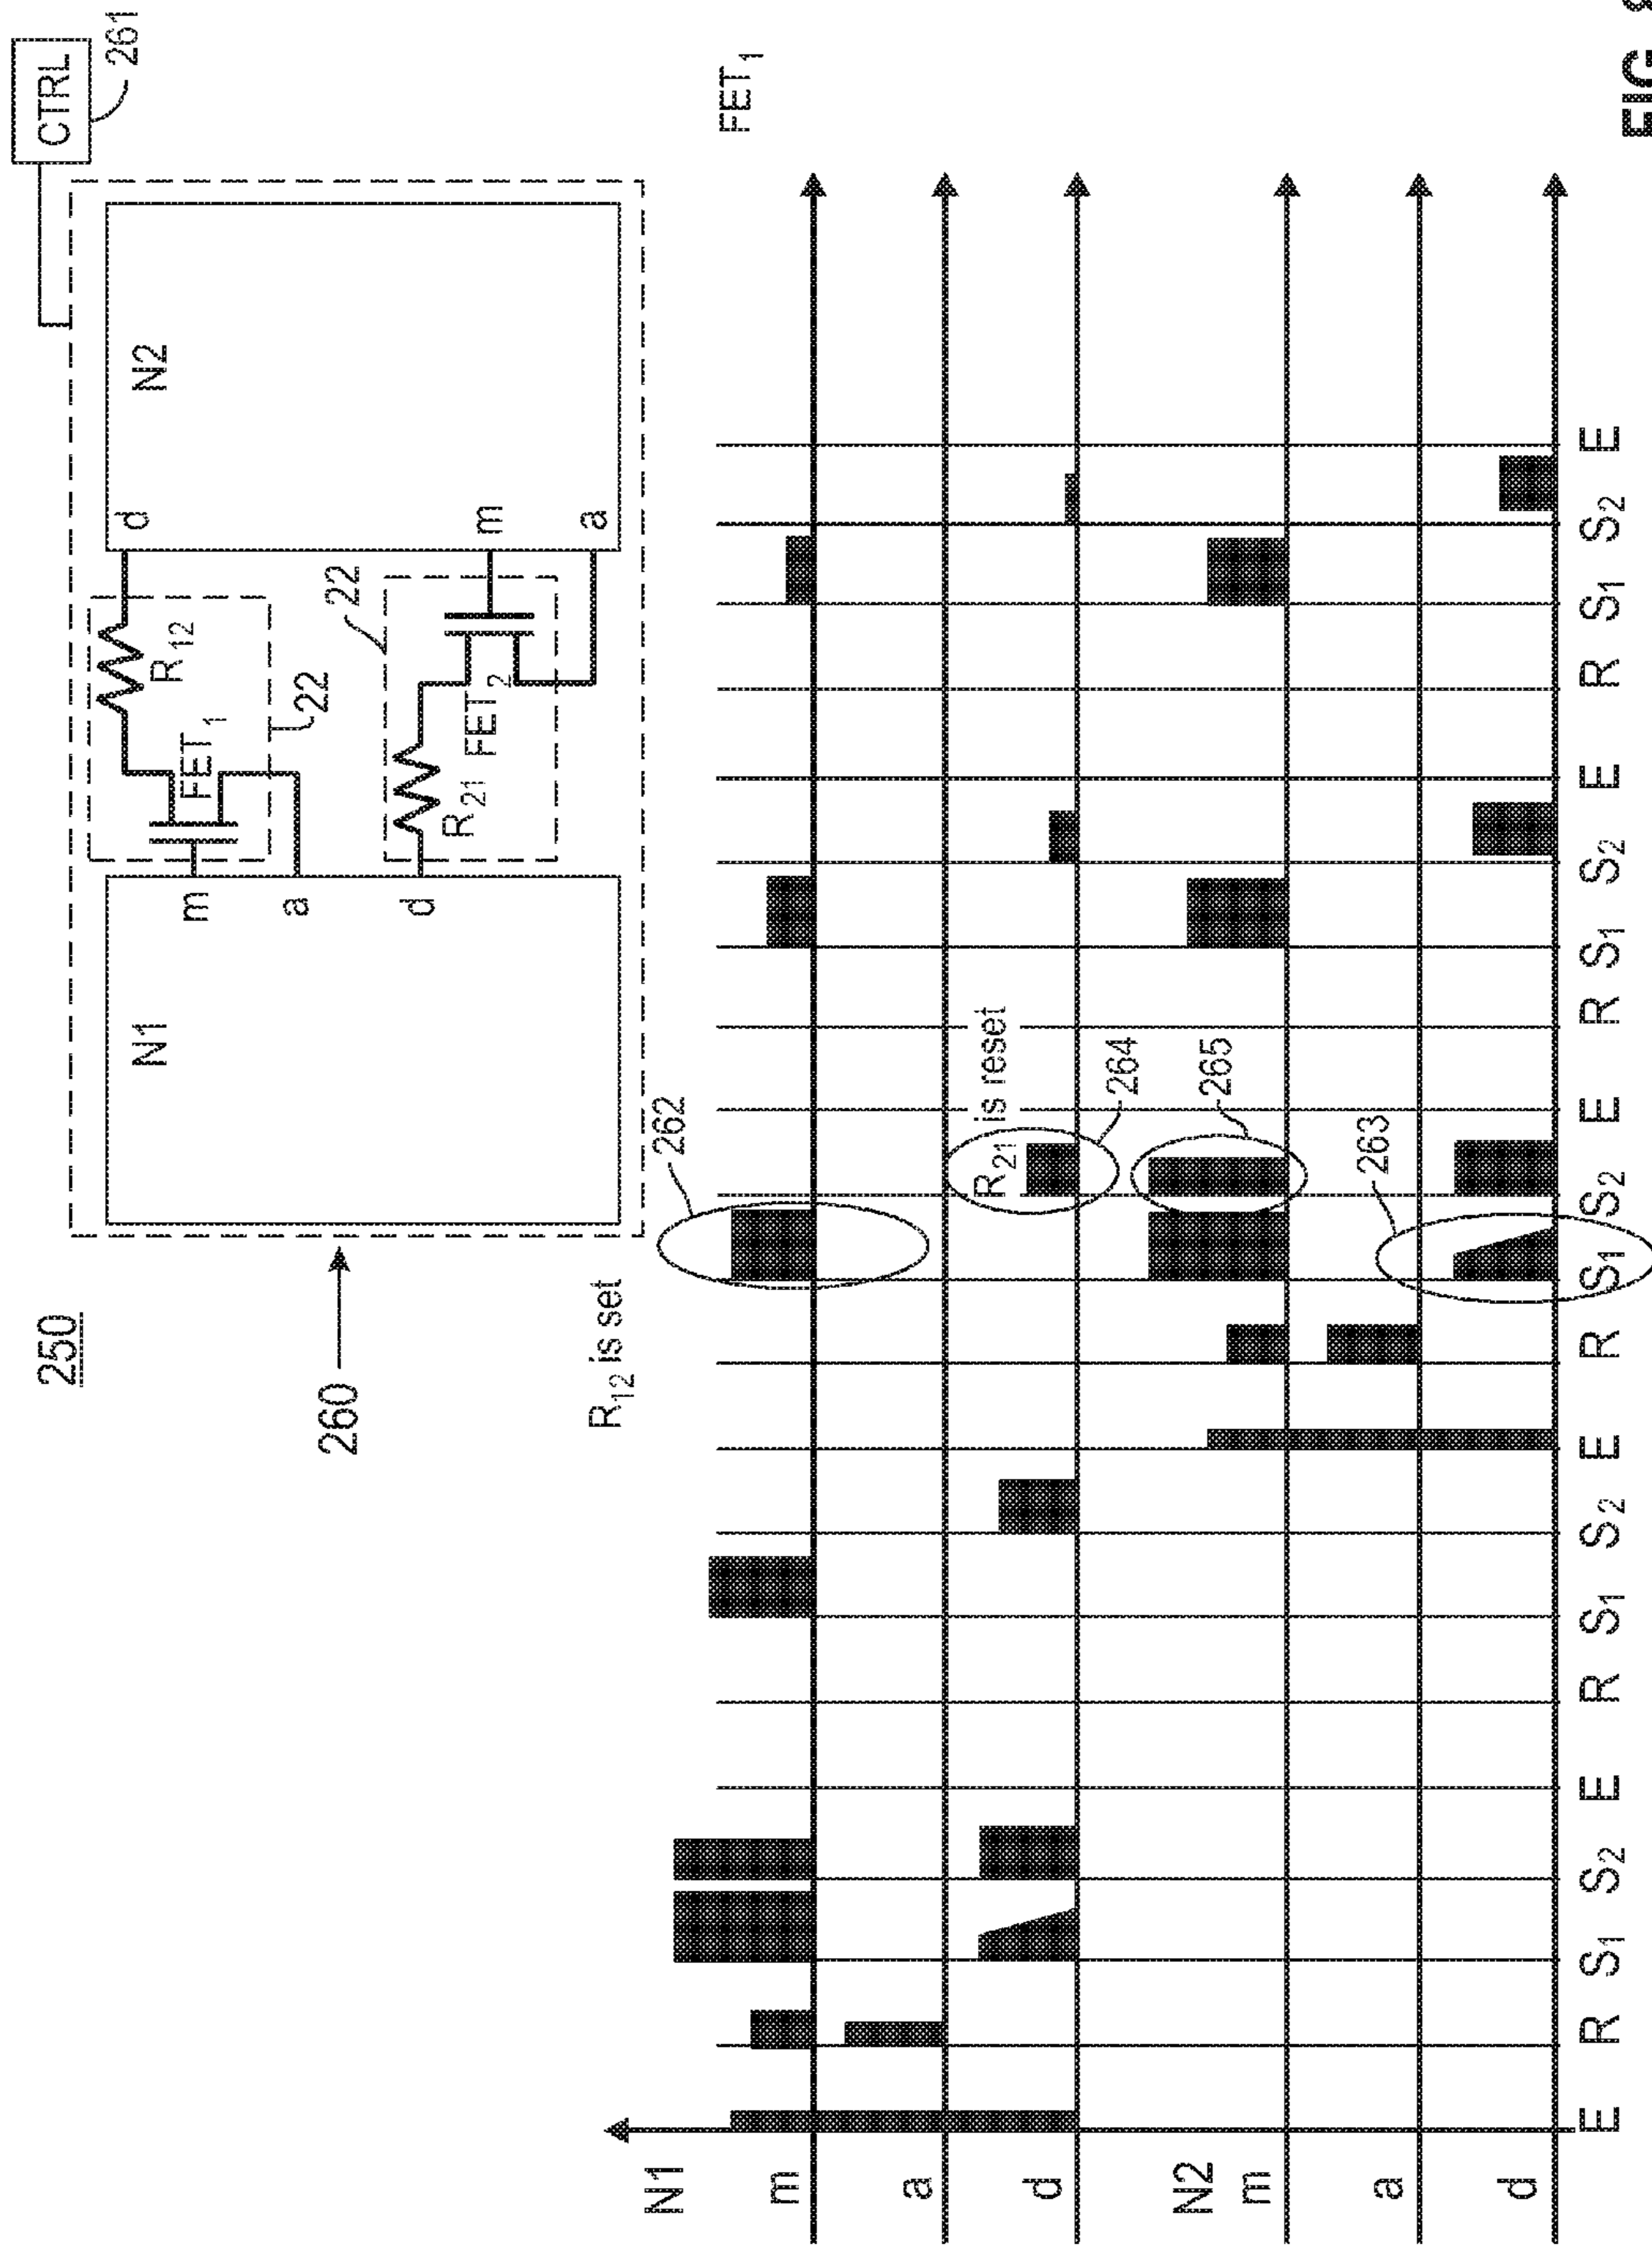 250
260
CTRL
261
N1
m
a
d
FET1
R12
22
22
R21
FET2
N2
d
m
a
R12 is set
262
FET1
R21 is reset
264
265
263
N1
m
a
d
N2
m
a
d
E R S1 S2 E R S1 S2 E R S1 S2 E R S1 S2 E R S1 S2 E
FIG.